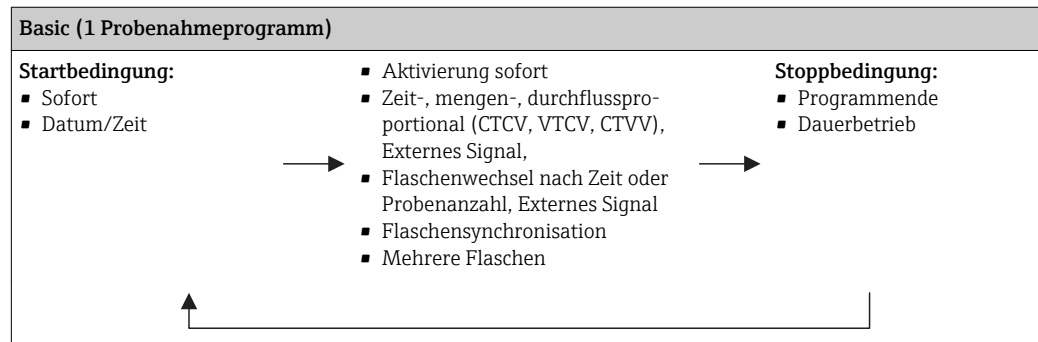 Basic (1 Probenahmeprogramm)
Startbedingung:
▪ Sofort
▪ Datum/Zeit
▪ Aktivierung sofort
▪ Zeit-, mengen-, durchflusspro-
portional (CTCV, VTCV, CTVV),
Externes Signal,
▪ Flaschenwechsel nach Zeit oder
Probenanzahl, Externes Signal
▪ Flaschensynchronisation
▪ Mehrere Flaschen
Stoppbedingung:
▪ Programmende
▪ Dauerbetrieb